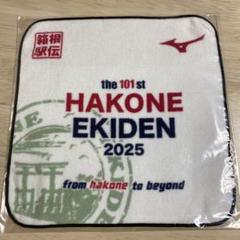 箱根
駅伝
the 101st
HAKONE
EKIDEN
2025
from hakone to beyond